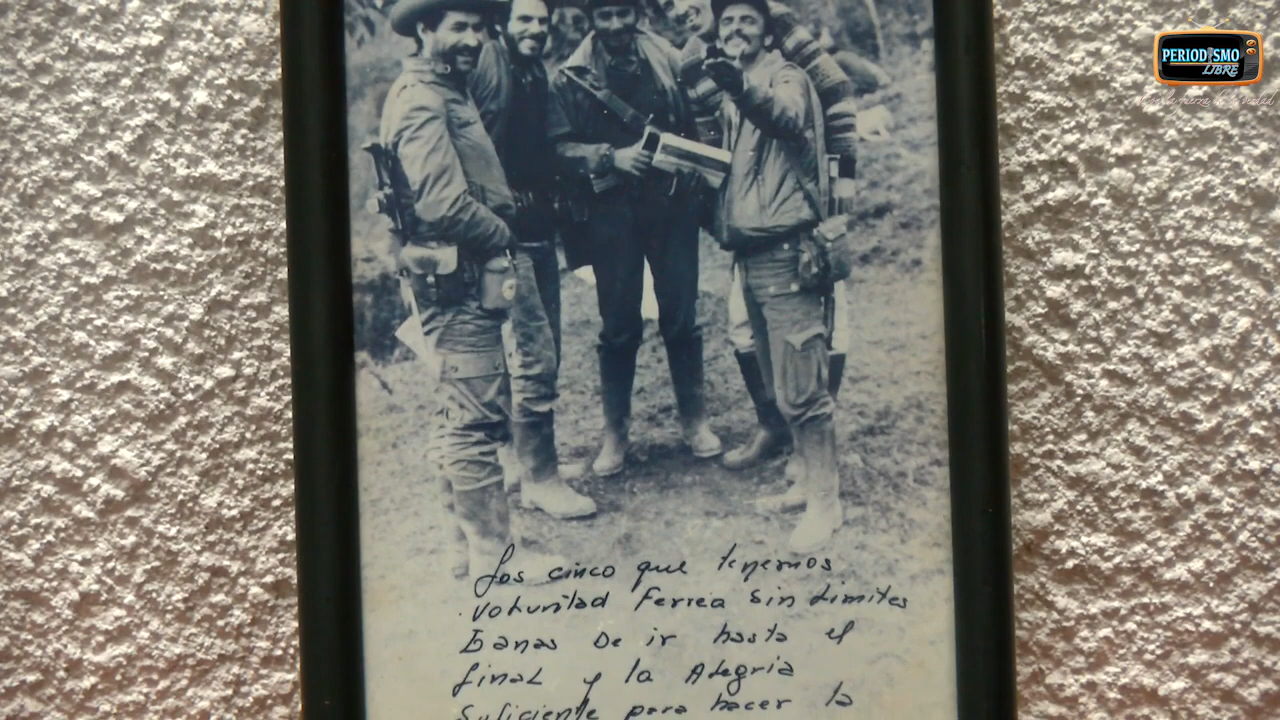 PERIODISMO
LIBRE
Los cinco que tenemos
voluntad Ferrea Sin Limites
Ganas De ir hasta el
final y la Alegria
Suficiente para hacer la